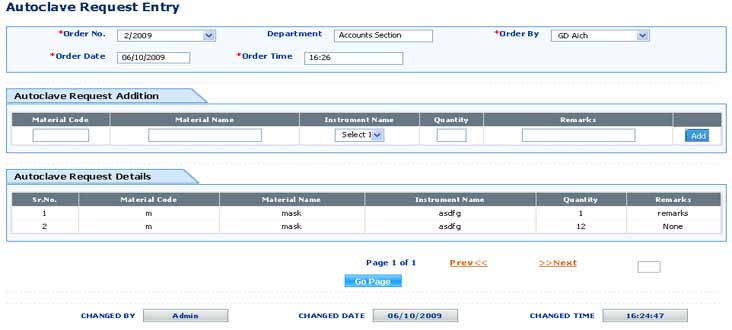 Autoclave Request Entry
*Order No. 2/2009 Department Accounts Section *Order By GD Aich
*Order Date 06/10/2009 *Order Time 16:26
Autoclave Request Addition
Material Code Material Name Instrument Name Quantity Remarks
Select I Add
Autoclave Request Details
Sr.No. Material Code Material Name Instrument Name Quantity Remarks
1 m mask asdfg 1 remarks
2 m mask asdfg 12 None
Page 1 of 1 Prev<< >>Next
Go Page
CHANGED BY Admin CHANGED DATE 06/10/2009 CHANGED TIME 16:24:47